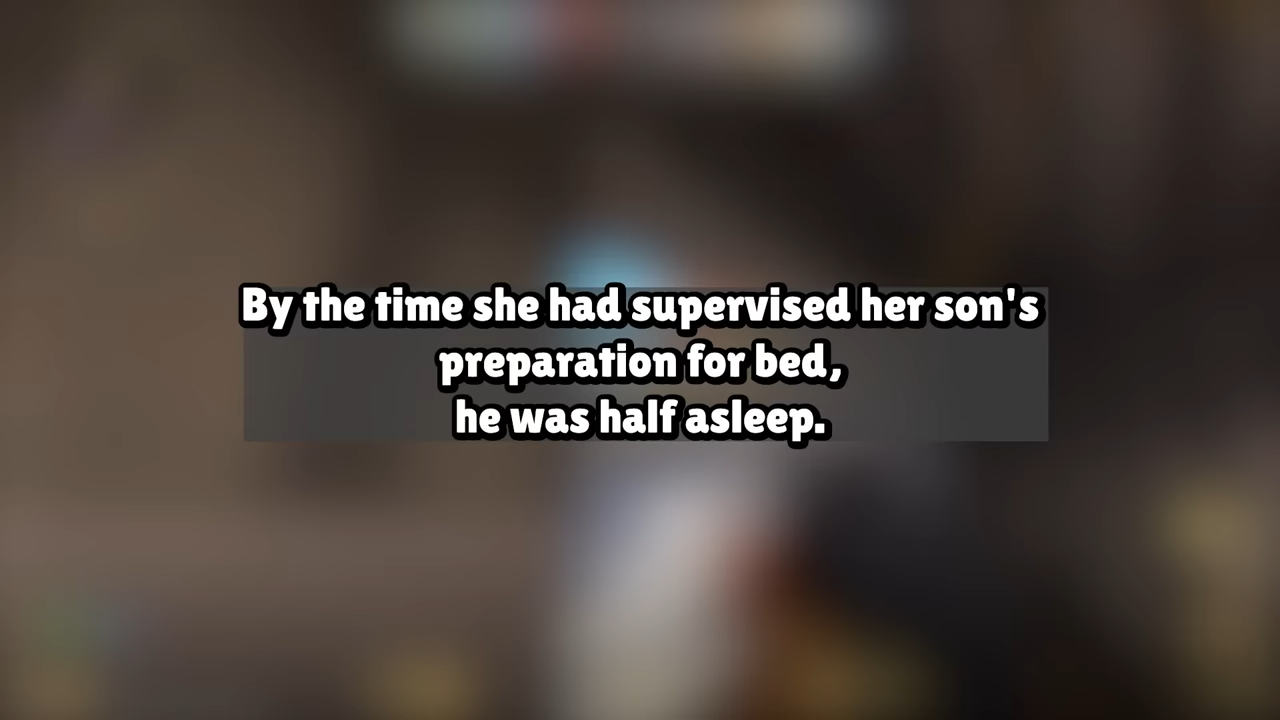 By the time she had supervised her son's
preparation for bed,
he was half asleep.